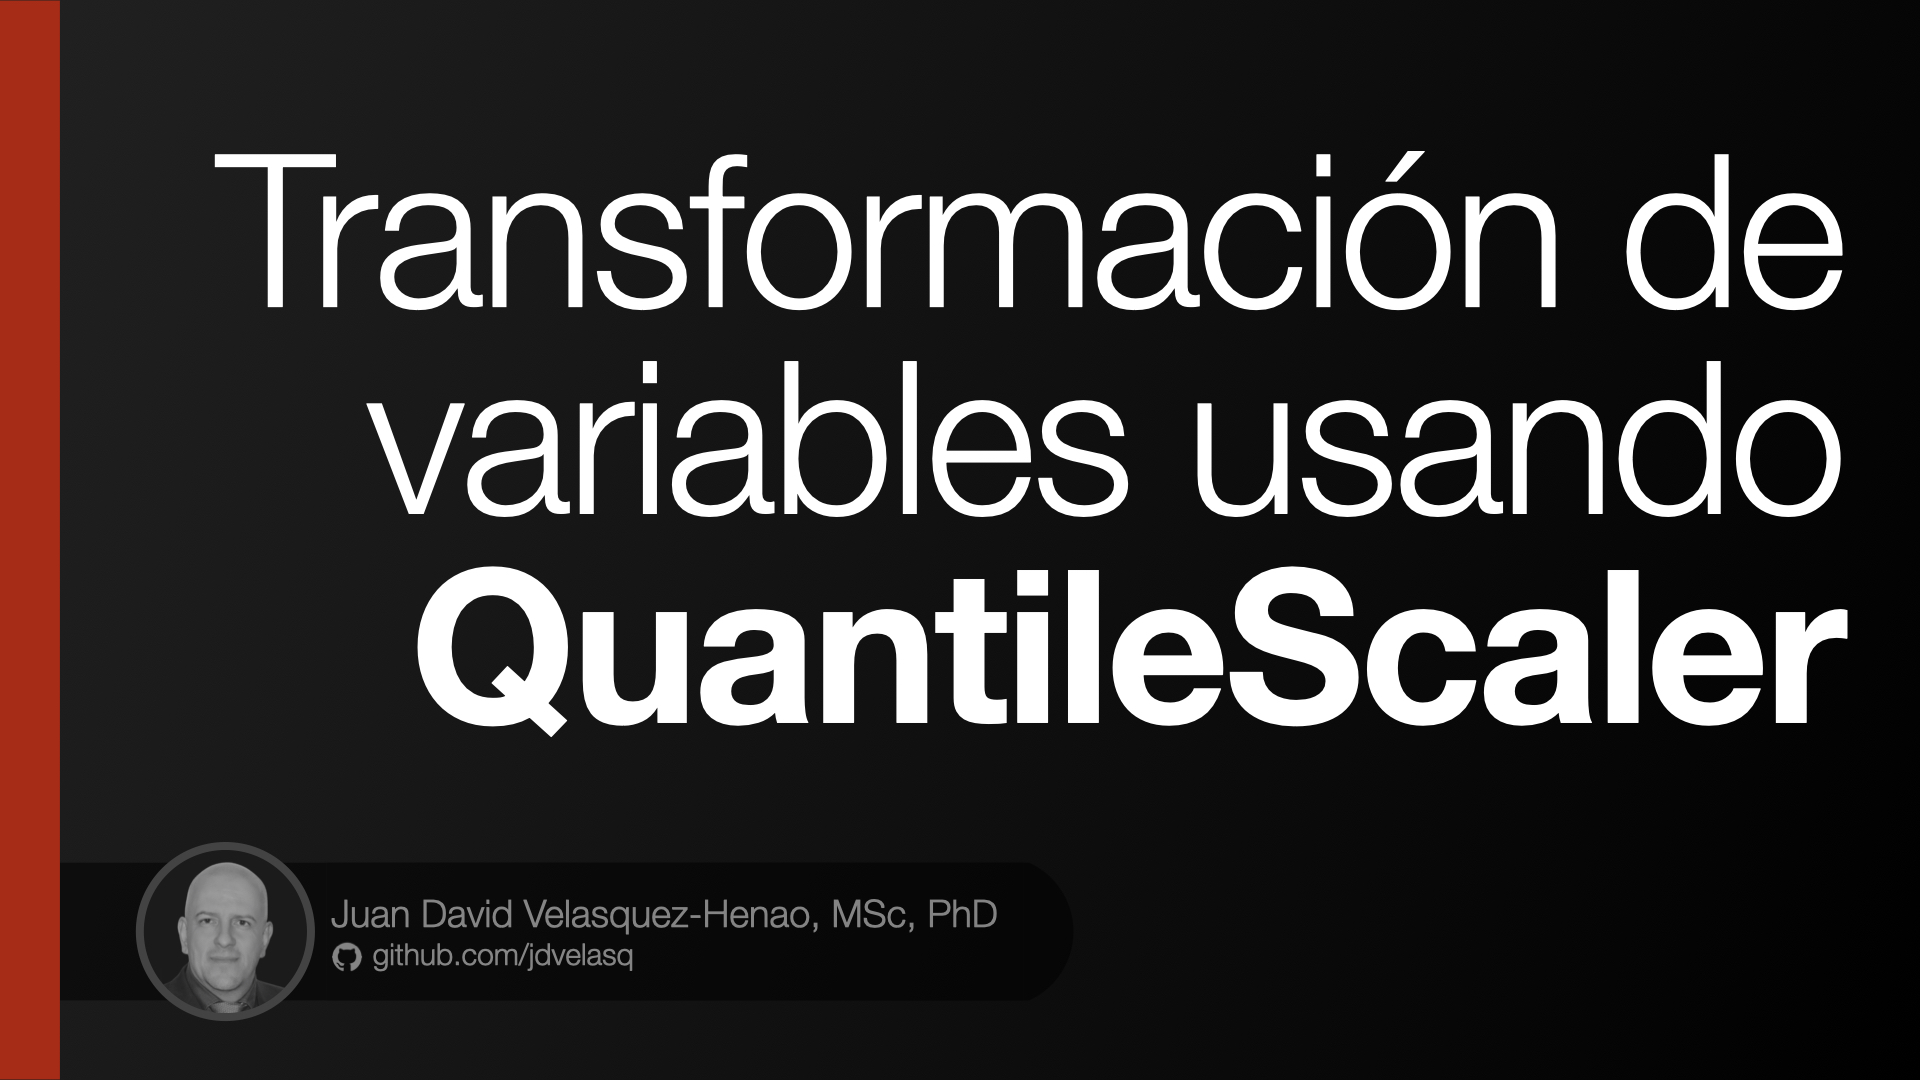 Transformación de
variables usando
QuantileScaler
Juan David Velasquez-Henao, MSc, PhD
github.com/jdvelasq